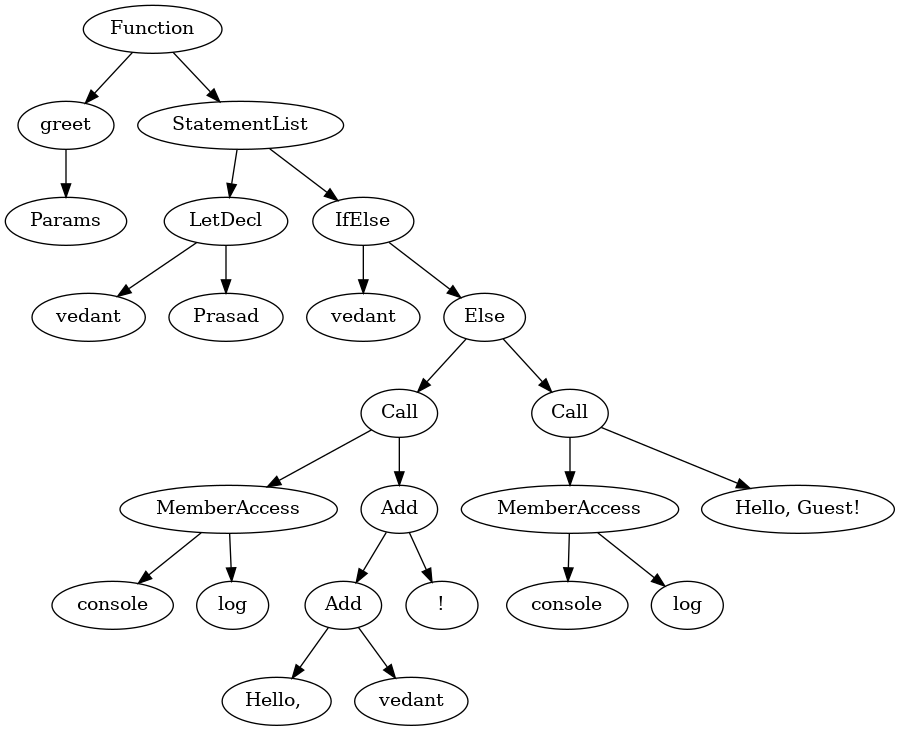 Function
greet
StatementList
Params
LetDecl
IfElse
vedant
Prasad
vedant
Else
Call
Call
MemberAccess
Add
MemberAccess
Hello, Guest!
console
log
Add
!
console
log
Hello,
vedant